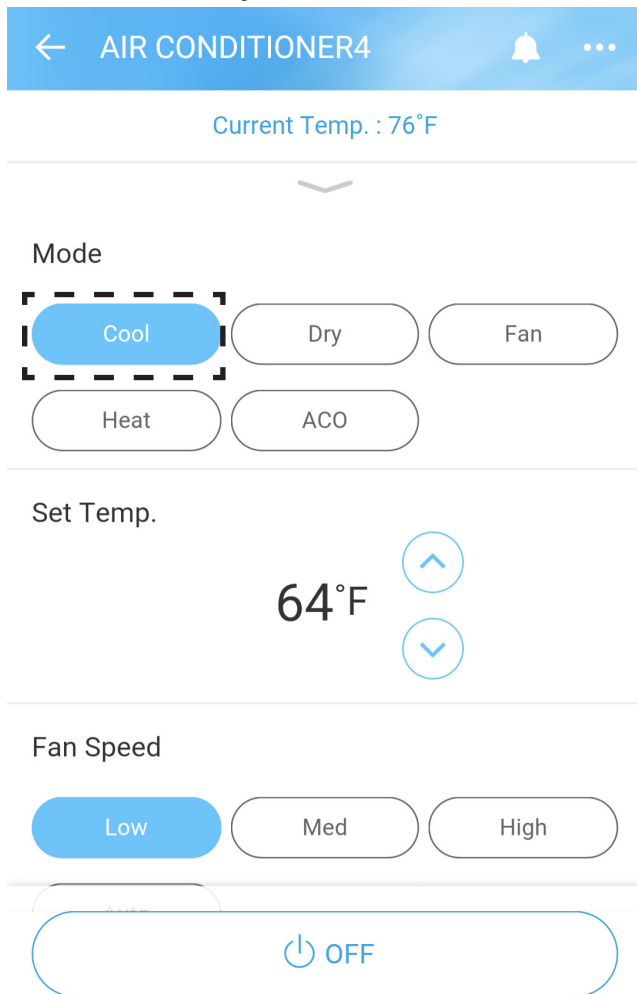 AIR CONDITIONER4
Current Temp. : 76°F
Mode
Cool Dry Fan
Heat ACO
Set Temp.
64°F
Fan Speed
Low Med High
OFF